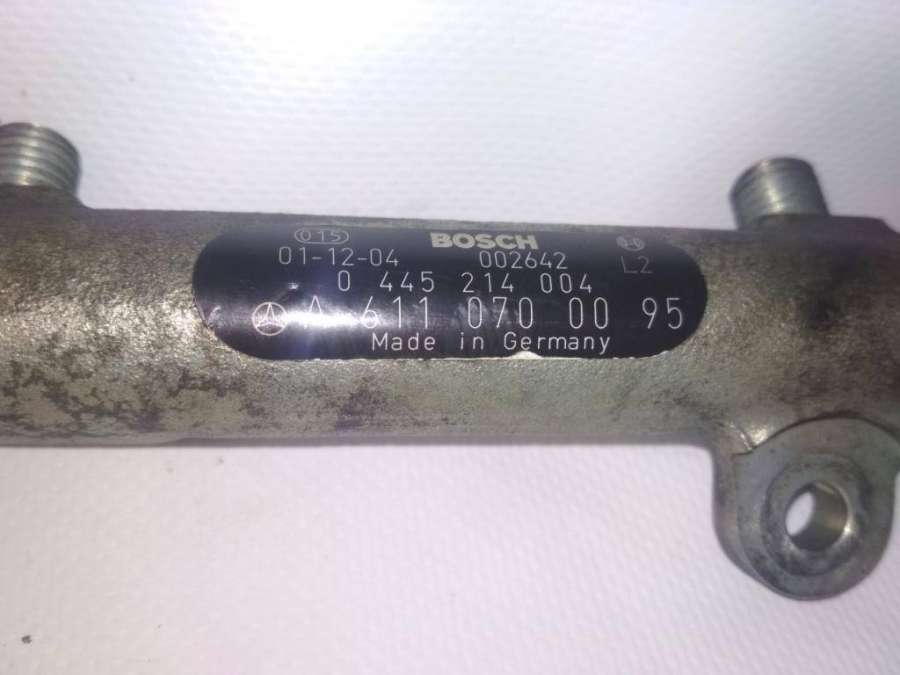 015 BOSCH
01-12-04 002642 L2
0 445 214 004
A 611 070 00 95
Made in Germany